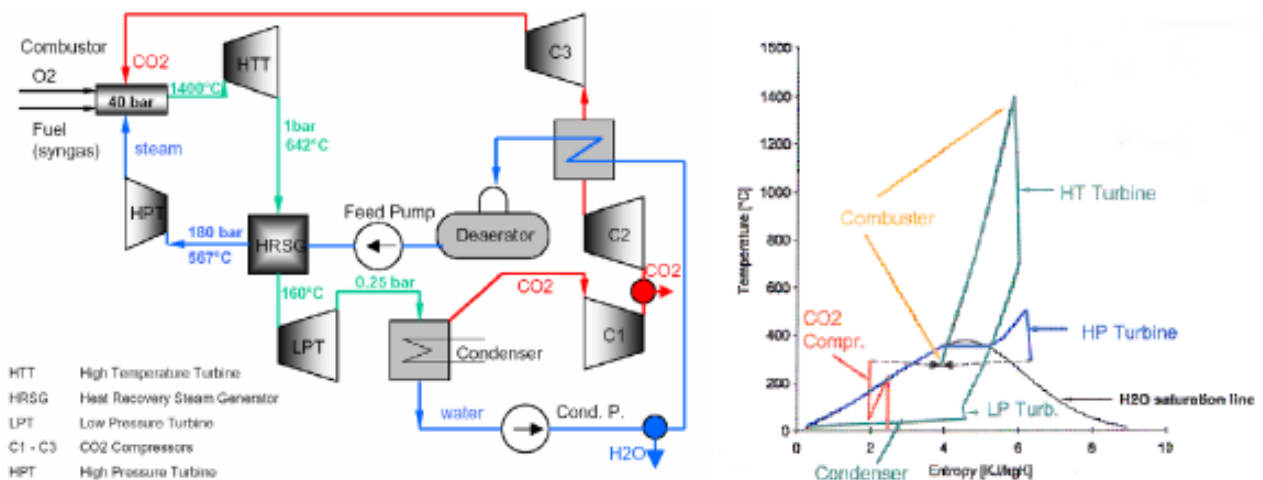 Combustor
O2
CO2
40 bar
1400°C
Fuel
(syngas)
steam
HTT
1bar
642°C
C3
HPT
180 bar
567°C
HRSG
Feed Pump
Deaerator
C2
CO2
160°C
LPT
0.25 bar
CO2
C1
Condenser
water
Cond. P.
H2O
HTT High Temperature Turbine
HRSG Heat Recovery Steam Generator
LPT Low Pressure Turbine
C1 - C3 CO2 Compressors
HPT High Pressure Turbine
Temperature [°C]
1600
1400
1200
1000
800
600
400
200
0
0 2 4 6 8 10
Entropy [KJ/kgK]
Combuster
HT Turbine
CO2
Compr.
HP Turbine
LP Turb.
H2O saturation line
Condenser